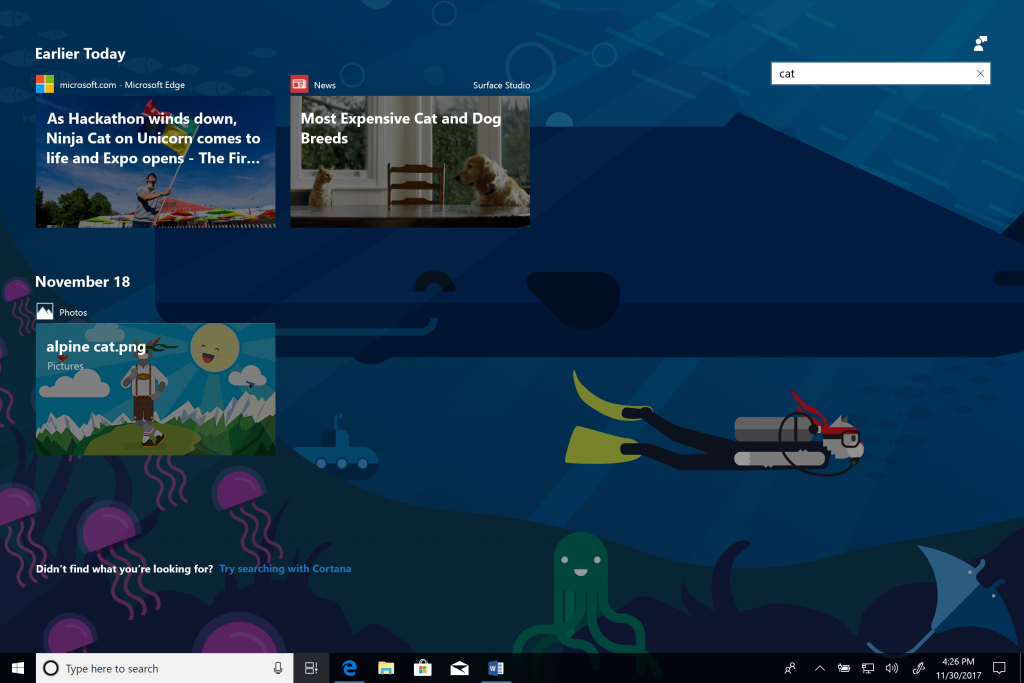 Earlier Today
cat
microsoft.com - Microsoft Edge
News
Surface Studio
As Hackathon winds down,
Ninja Cat on Unicorn comes to
life and Expo opens - The Fir...
Most Expensive Cat and Dog
Breeds
November 18
Photos
alpine cat.png
Pictures
Didn't find what you're looking for? Try searching with Cortana
Type here to search
4:26 PM
11/30/2017